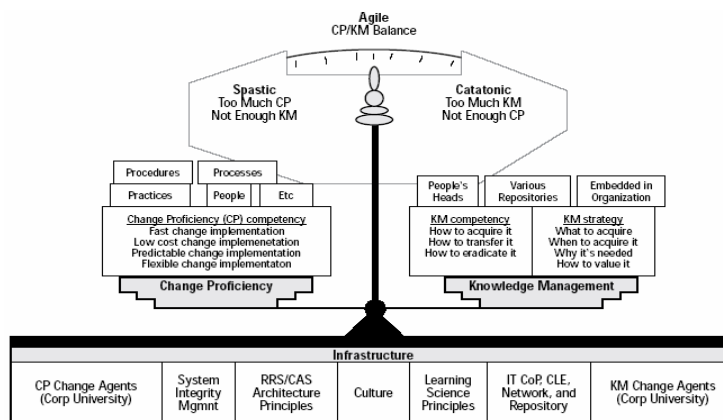 Agile
CP/KM Balance
Spastic
Too Much CP
Not Enough KM
Catatonic
Too Much KM
Not Enough CP
Procedures
Processes
Practices
People
Etc
Change Proficiency (CP) competency
Fast change implementation
Low cost change implemenetation
Predictable change implementation
Flexible change implementaton
Change Proficiency
People's
Heads
Various
Repositories
Embedded in
Organization
KM competency
How to acquire it
How to transfer it
How to eradicate it
KM strategy
What to acquire
When to acquire it
Why it's needed
How to value it
Knowledge Management
Infrastructure
CP Change Agents
(Corp University)
System
Integrity
Mgmnt
RRS/CAS
Architecture
Principles
Culture
Learning
Science
Principles
IT CoP, CLE,
Network, and
Repository
KM Change Agents
(Corp University)